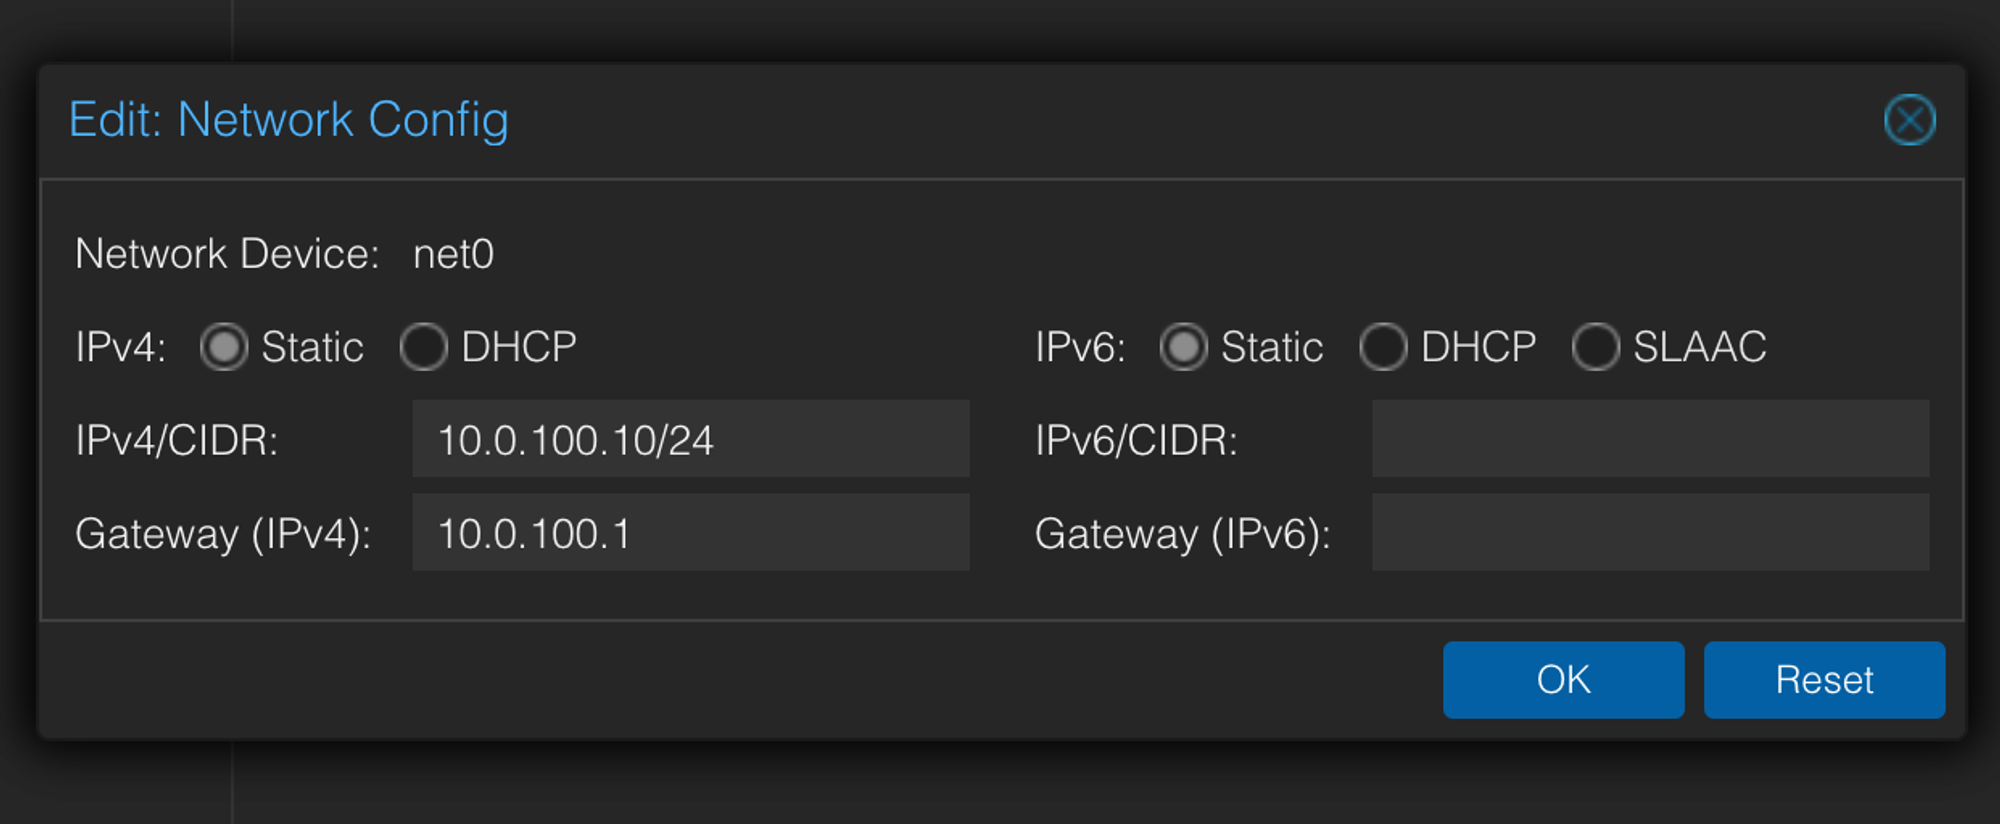 Edit: Network Config
Network Device: net0
IPv4: Static DHCP
IPv4/CIDR: 10.0.100.10/24
Gateway (IPv4): 10.0.100.1
IPv6: Static DHCP SLAAC
IPv6/CIDR:
Gateway (IPv6):
OK Reset